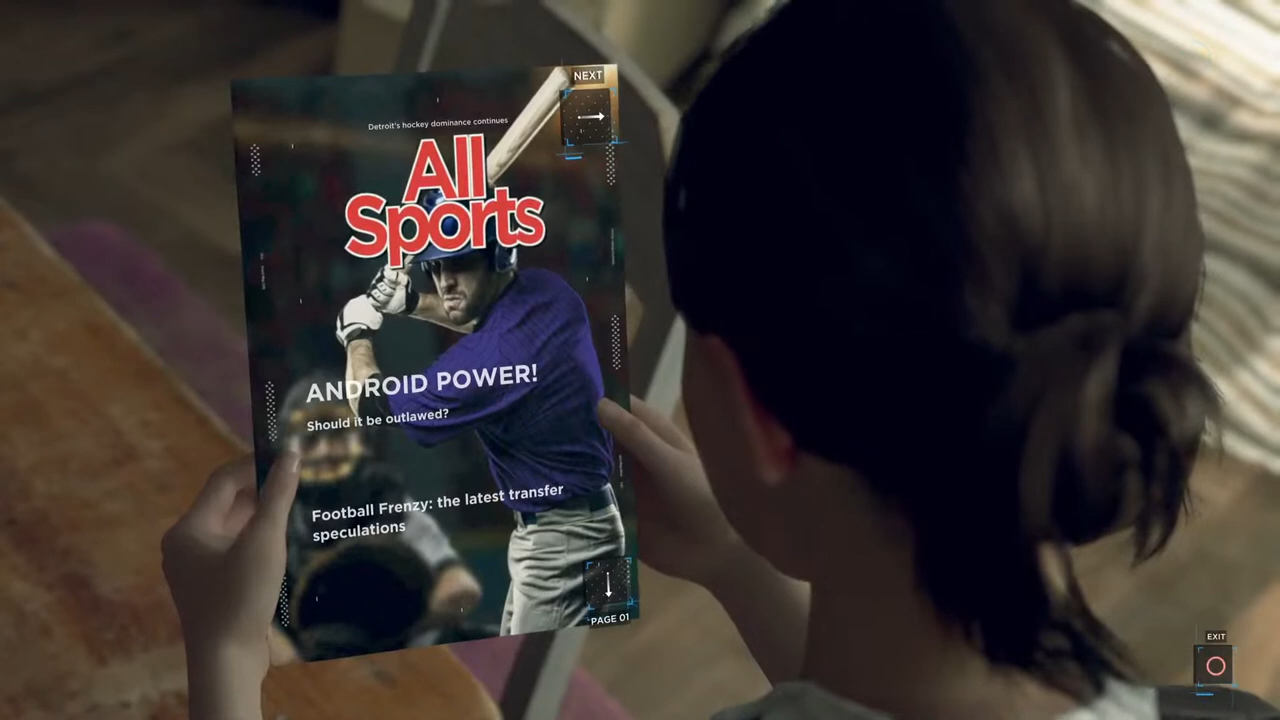 NEXT
Detroit's hockey dominance continues
All
Sports
ANDROID POWER!
Should it be outlawed?
Football Frenzy: the latest transfer
speculations
PAGE 01
EXIT